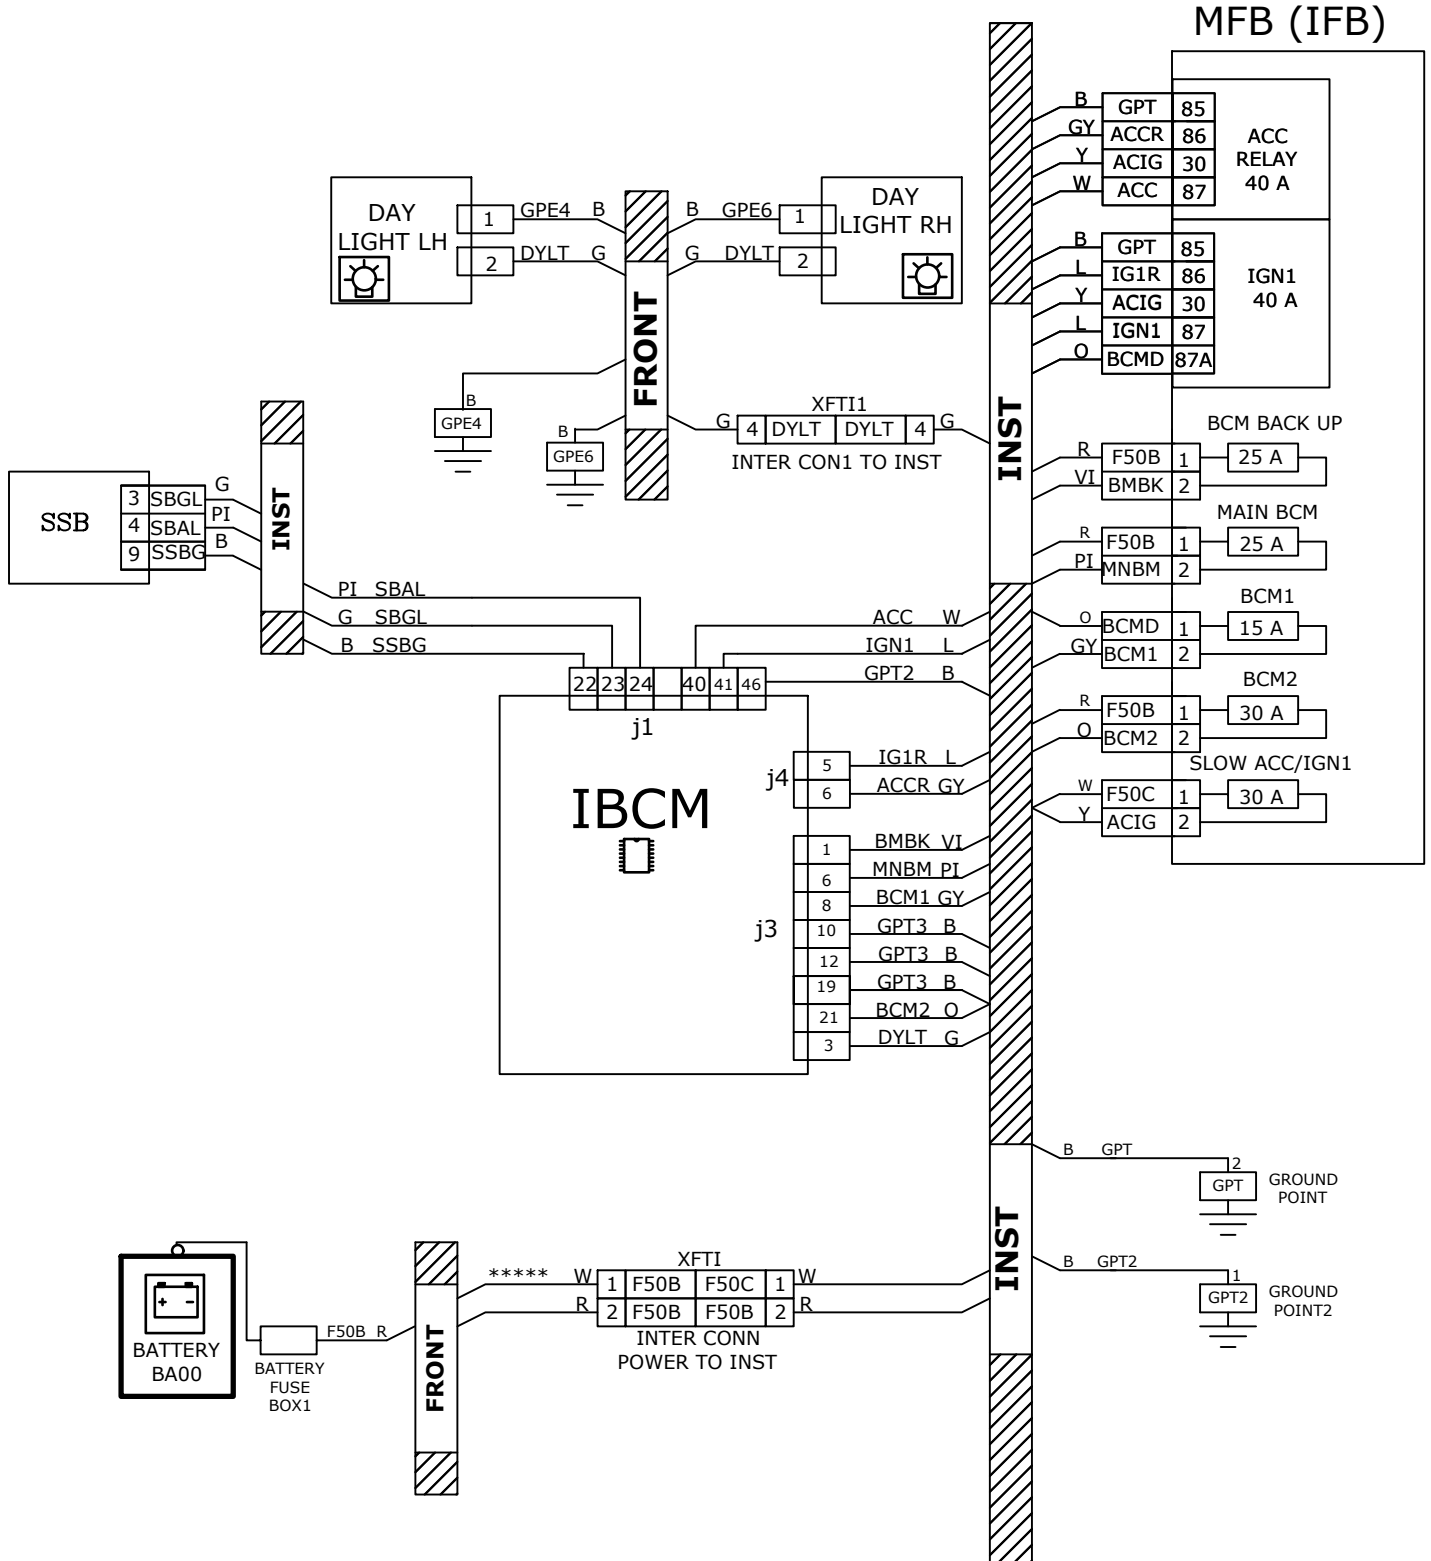 MFB (IFB)
B GPT 85
GY ACCR 86
Y ACIG 30
W ACC 87
ACC
RELAY
40 A
B GPT 85
L IG1R 86
Y ACIG 30
L IGN1 87
O BCMD 87A
IGN1
40 A
DAY
LIGHT LH
1 GPE4 B
2 DYLT G
B GPE6 1
G DYLT 2
DAY
LIGHT RH
FRONT
B
GPE4
B
GPE6
XFTI1
G 4 DYLT DYLT 4 G
INTER CON1 TO INST
INST
BCM BACK UP
R F50B 1 25 A
VI BMBK 2
MAIN BCM
R F50B 1 25 A
PI MNBM 2
BCM1
O BCMD 1 15 A
GY BCM1 2
BCM2
R F50B 1 30 A
O BCM2 2
SLOW ACC/IGN1
W F50C 1 30 A
Y ACIG 2
SSB
3 SBGL G
4 SBAL PI
9 SSBG B
INST
PI SBAL
G SBGL
B SSBG
ACC W
IGN1 L
GPT2 B
22 23 24 40 41 46
j1
IBCM
j4
5 IG1R L
6 ACCR GY
j3
1 BMBK VI
6 MNBM PI
8 BCM1 GY
10 GPT3 B
12 GPT3 B
19 GPT3 B
21 BCM2 O
3 DYLT G
B GPT
2
GPT
GROUND
POINT
INST
B GPT2
1
GPT2
GROUND
POINT2
+ -
BATTERY
BA00
BATTERY
FUSE
BOX1
F50B R
FRONT
XFTI
***** W 1 F50B F50C 1 W
R 2 F50B F50B 2 R
INTER CONN
POWER TO INST